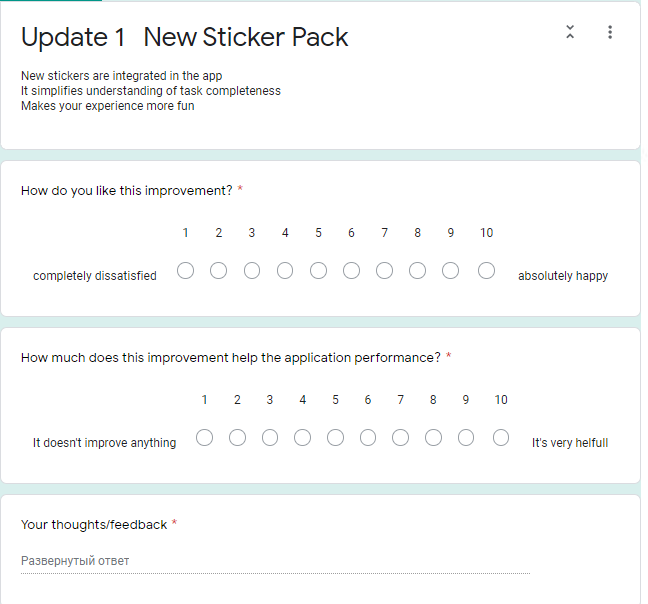 Update 1 New Sticker Pack
New stickers are integrated in the app
It simplifies understanding of task completeness
Makes your experience more fun
How do you like this improvement? *
1 2 3 4 5 6 7 8 9 10
completely dissatisfied absolutely happy
How much does this improvement help the application performance? *
1 2 3 4 5 6 7 8 9 10
It doesn't improve anything It's very helfull
Your thoughts/feedback *
Развернутый ответ